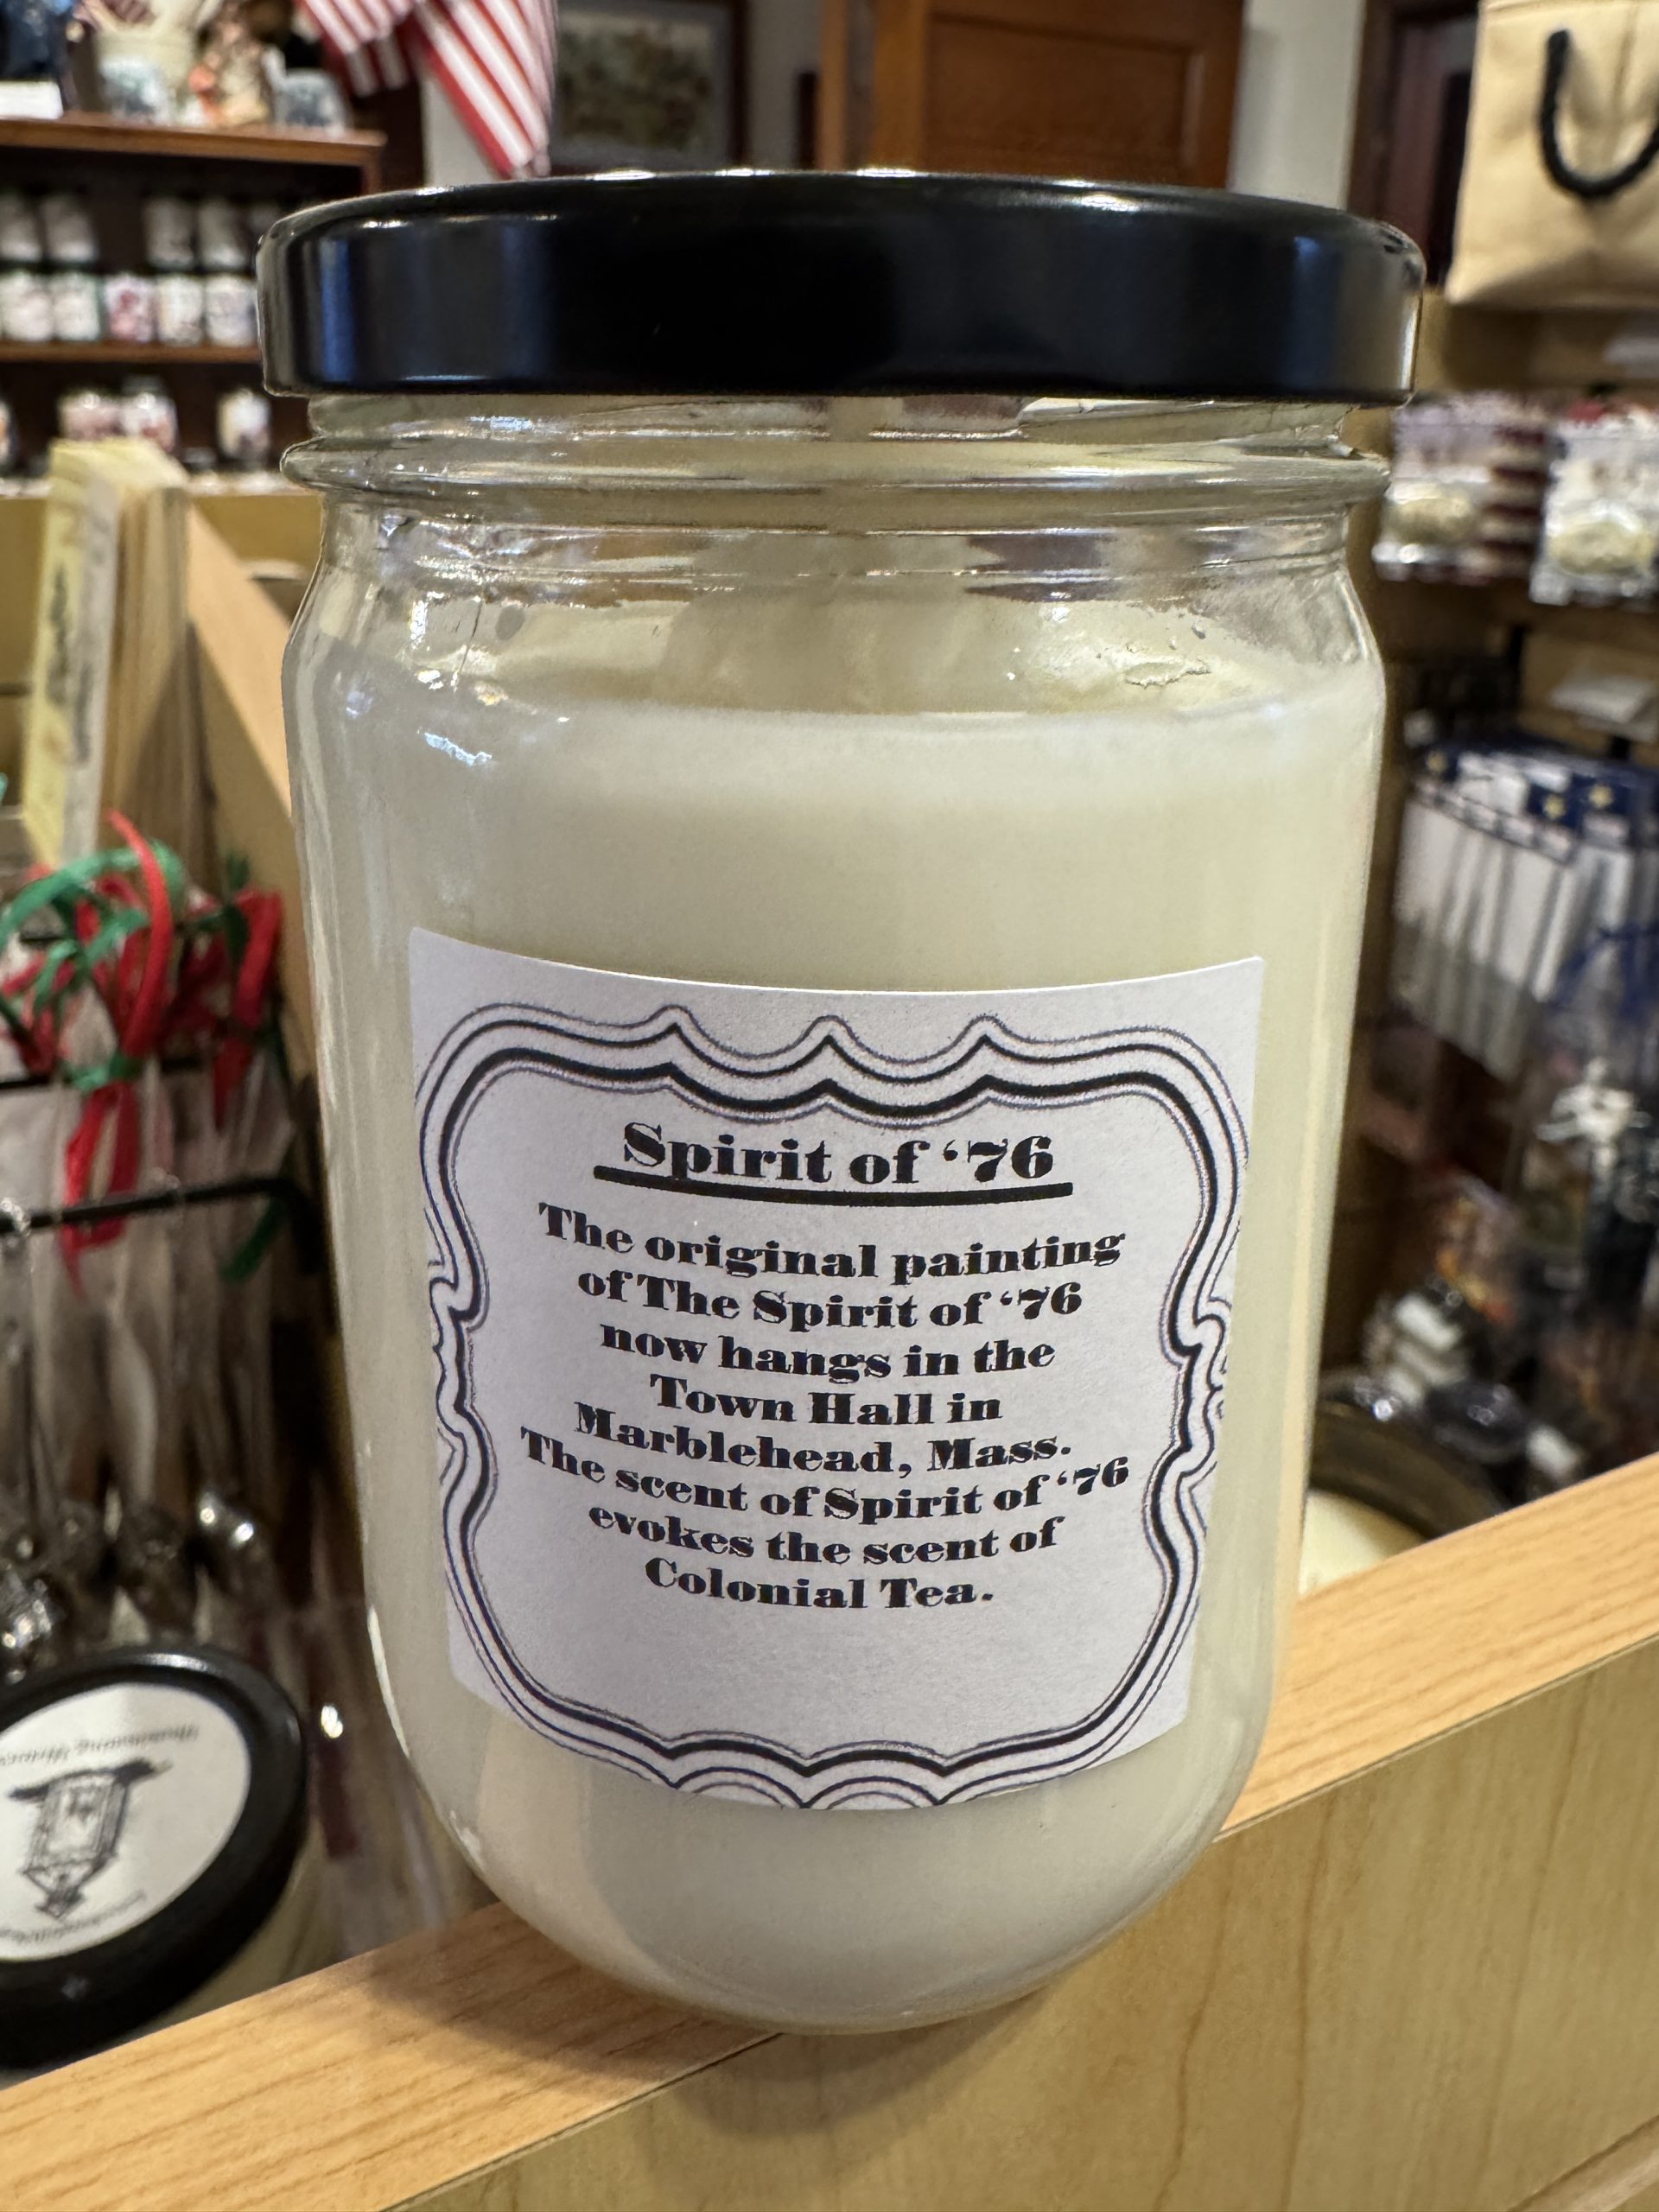 Spirit of ‘76
The original painting
of The Spirit of ‘76
now hangs in the
Town Hall in
Marblehead, Mass.
The scent of Spirit of ‘76
evokes the scent of
Colonial Tea.